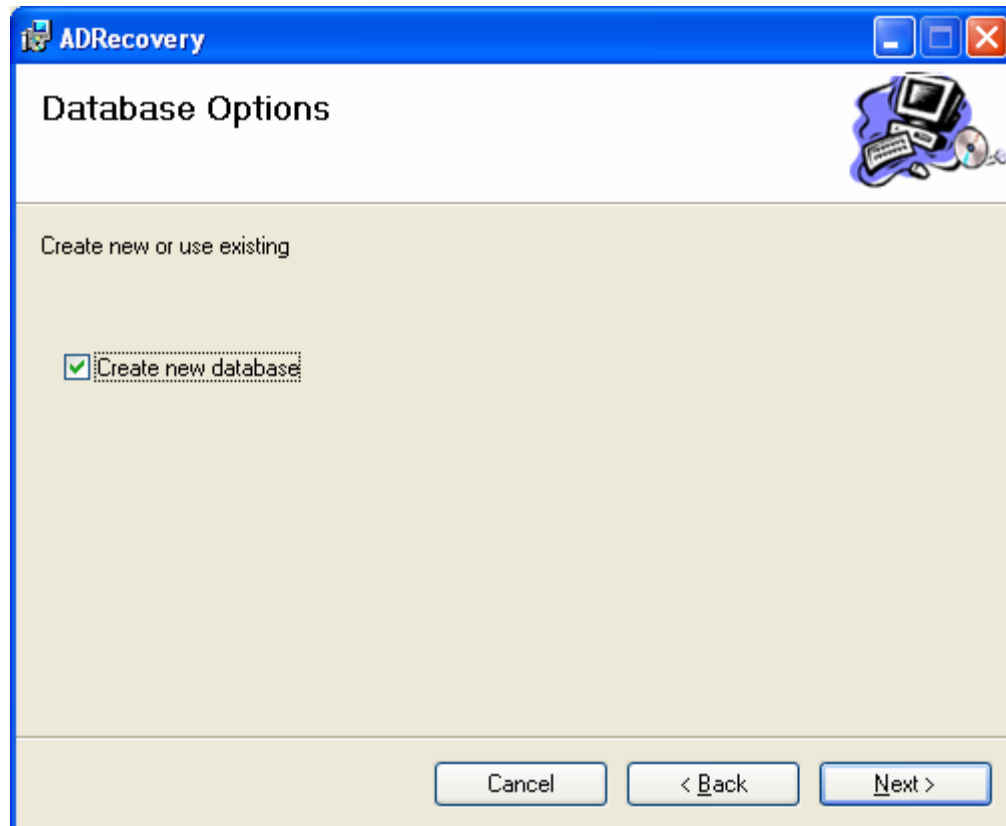 ADRecovery
Database Options
Create new or use existing
Create new database
Cancel
< Back
Next >